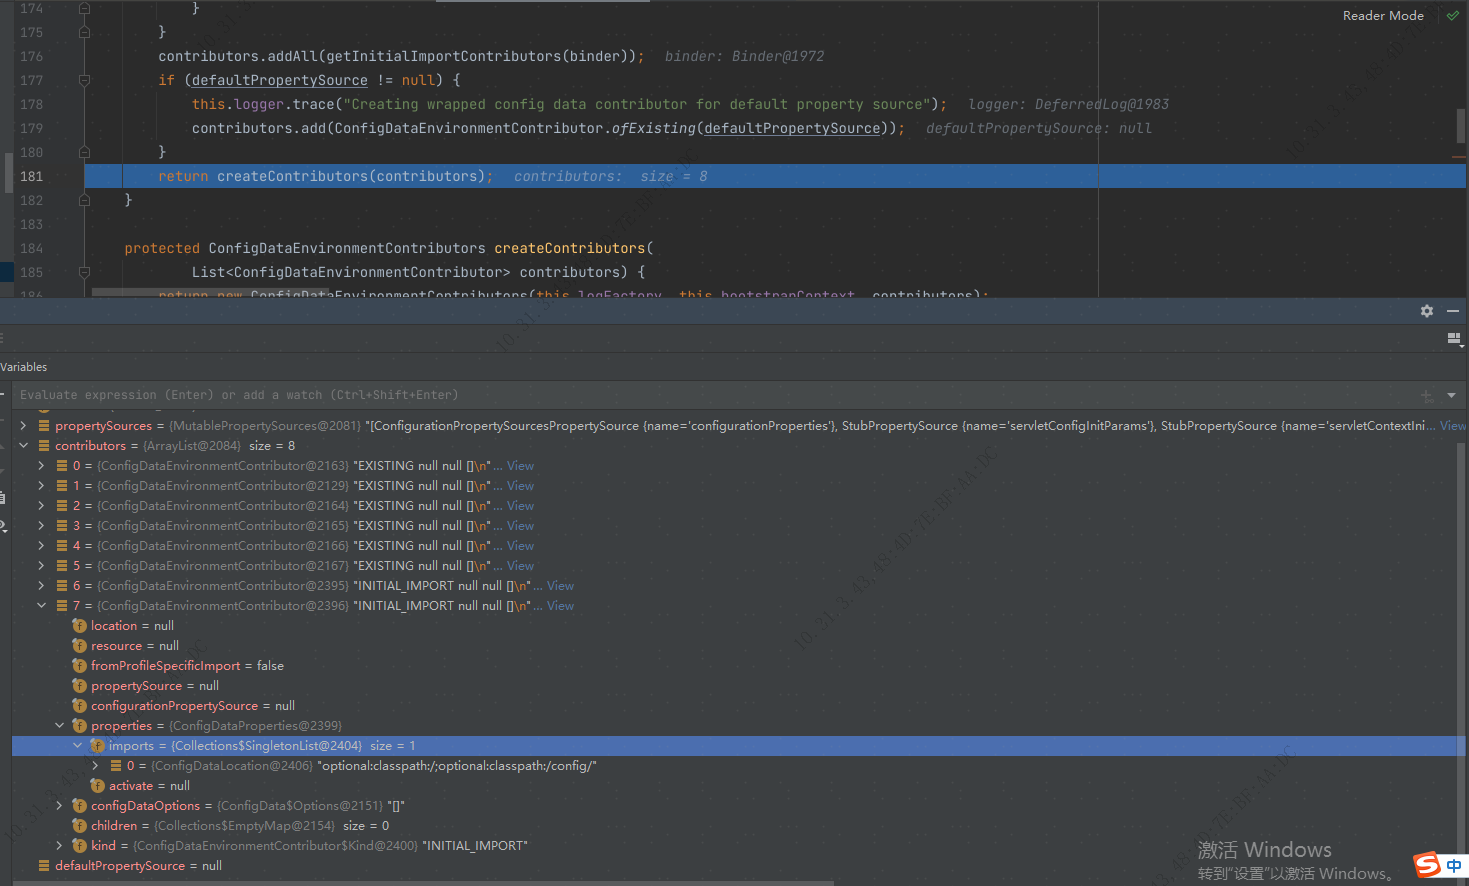 174 }
Reader Mode
175 }
176 contributors.addAll(getInitialImportContributors(binder)); binder: Binder@1972
177 if (defaultPropertySource != null) {
178 this.logger.trace("Creating wrapped config data contributor for default property source"); logger: DeferredLog@1983
179 contributors.add(ConfigDataEnvironmentContributor.ofExisting(defaultPropertySource)); defaultPropertySource: null
180 }
181 return createContributors(contributors); contributors: size = 8
182 }
183
184 protected ConfigDataEnvironmentContributors createContributors(
185 List<ConfigDataEnvironmentContributor> contributors) {
186 return new ConfigDataEnvironmentContributors(this.logFactory, this.bootstrapContext, contributors);
Variables
Evaluate expression (Enter) or add a watch (Ctrl+Shift+Enter)
propertySources = {MutablePropertySources@2081} "[ConfigurationPropertySourcesPropertySource {name='configurationProperties'}, StubPropertySource {name='servletConfigInitParams'}, StubPropertySource {name='servletContextIni... View
contributors = {ArrayList@2084} size = 8
0 = {ConfigDataEnvironmentContributor@2163} "EXISTING null null []\n"... View
1 = {ConfigDataEnvironmentContributor@2129} "EXISTING null null []\n"... View
2 = {ConfigDataEnvironmentContributor@2164} "EXISTING null null []\n"... View
3 = {ConfigDataEnvironmentContributor@2165} "EXISTING null null []\n"... View
4 = {ConfigDataEnvironmentContributor@2166} "EXISTING null null []\n"... View
5 = {ConfigDataEnvironmentContributor@2167} "EXISTING null null []\n"... View
6 = {ConfigDataEnvironmentContributor@2395} "INITIAL_IMPORT null null []\n"... View
7 = {ConfigDataEnvironmentContributor@2396} "INITIAL_IMPORT null null []\n"... View
location = null
resource = null
fromProfileSpecificImport = false
propertySource = null
configurationPropertySource = null
properties = {ConfigDataProperties@2399}
imports = {Collections$SingletonList@2404} size = 1
0 = {ConfigDataLocation@2406} "optional:classpath:/;optional:classpath:/config/"
activate = null
configDataOptions = {ConfigData$Options@2151} "[]"
children = {Collections$EmptyMap@2154} size = 0
kind = {ConfigDataEnvironmentContributor$Kind@2400} "INITIAL_IMPORT"
defaultPropertySource = null
激活 Windows
转到"设置"以激活 Windows。
中